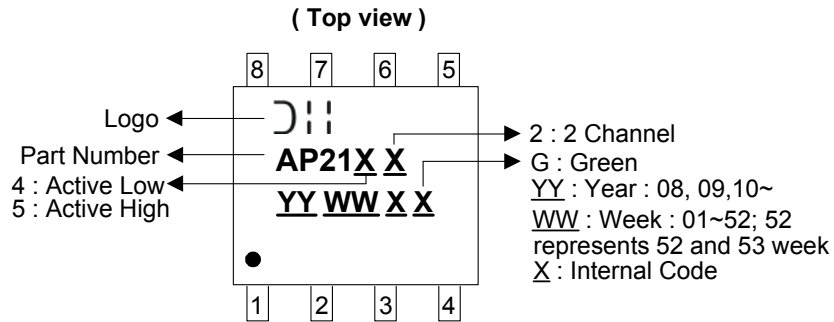 ( Top view )
8 7 6 5
Logo
Part Number
4 : Active Low
5 : Active High
AP21X X
YY WW X X
2 : 2 Channel
G : Green
YY : Year : 08, 09,10~
WW : Week : 01~52; 52
represents 52 and 53 week
X : Internal Code
1 2 3 4